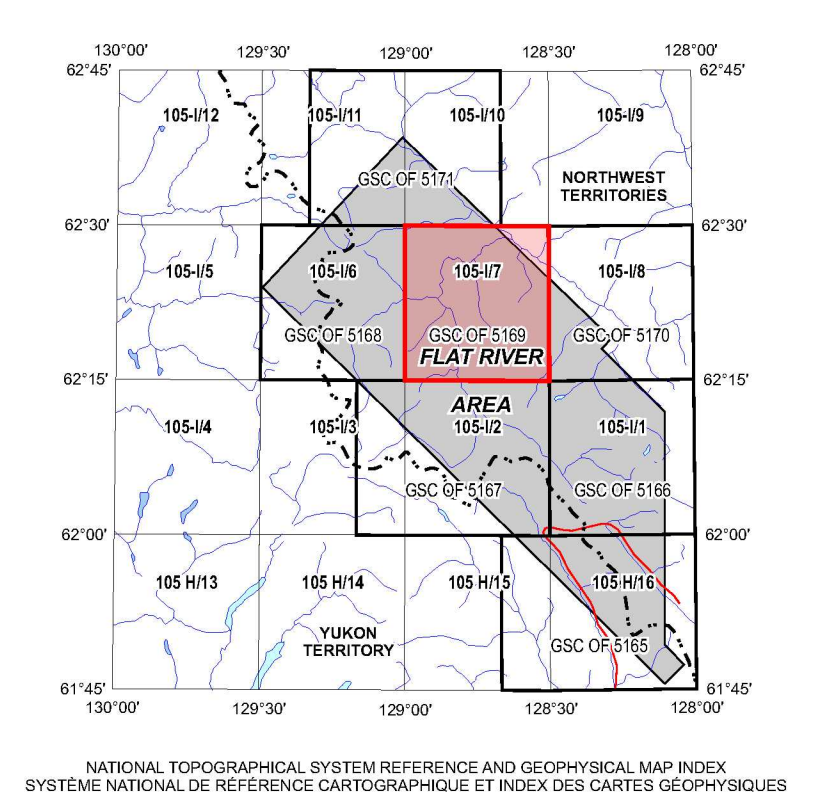 130°00' 129°30' 129°00' 128°30' 128°00'
62°45' 62°45'
105-I/12 105-I/11 105-I/10 105-I/9
GSC OF 5171
NORTHWEST
TERRITORIES
62°30' 62°30'
105-I/5 105-I/6 105-I/7 105-I/8
GSC OF 5168 GSC OF 5169 GSC OF 5170
FLAT RIVER
62°15' 62°15'
AREA
105-I/4 105-I/3 105-I/2 105-I/1
GSC OF 5167 GSC OF 5166
62°00' 62°00'
105 H/13 105 H/14 105 H/15 105 H/16
YUKON
TERRITORY
GSC OF 5165
61°45' 61°45'
130°00' 129°30' 129°00' 128°30' 128°00'
NATIONAL TOPOGRAPHICAL SYSTEM REFERENCE AND GEOPHYSICAL MAP INDEX
SYSTÈME NATIONAL DE RÉFÉRENCE CARTOGRAPHIQUE ET INDEX DES CARTES GÉOPHYSIQUES